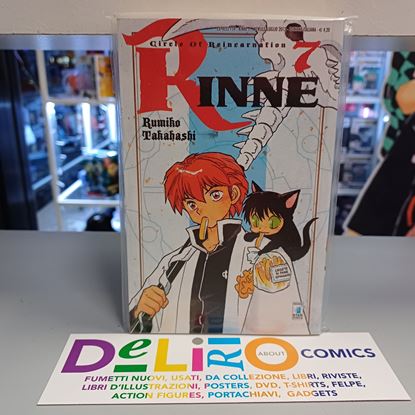 Circle Of Reincarnation
7
RINNE
Rumiko
Takahashi
STAR
DeLiRIO ABOUT COMICS
FUMETTI NUOVI, USATI, DA COLLEZIONE, LIBRI, RIVISTE,
LIBRI D'ILLUSTRAZIONI, POSTERS, DVD, T-SHIRTS, FELPE,
ACTION FIGURES, PORTACHIAVI, GADGETS